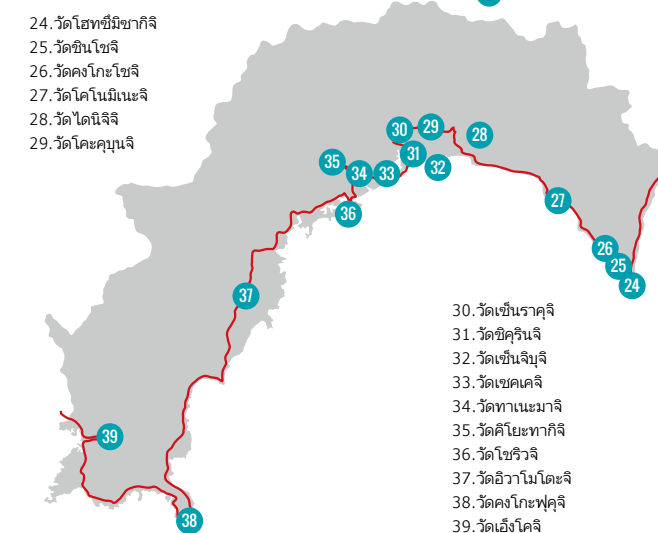 24.วัดโฮทซึมิซากิจิ
25.วัดชินโชจิ
26.วัดคงโกะโชจิ
27.วัดโคโนมิเนะจิ
28.วัดไดนิจิจิ
29.วัดโคะคุบุนจิ
30
29
28
31
35
34
33
32
36
27
26
25
24
37
30.วัดเซ็นราคุจิ
31.วัดชิคุรินจิ
32.วัดเซ็นจิบุจิ
33.วัดเซคเคจิ
34.วัดทาเนะมาจิ
35.วัดคิโยะทากิจิ
36.วัดโชริวจิ
37.วัดอิวาโมโตะจิ
38.วัดคงโกะฟุคุจิ
39.วัดเอ็งโคจิ
39
38